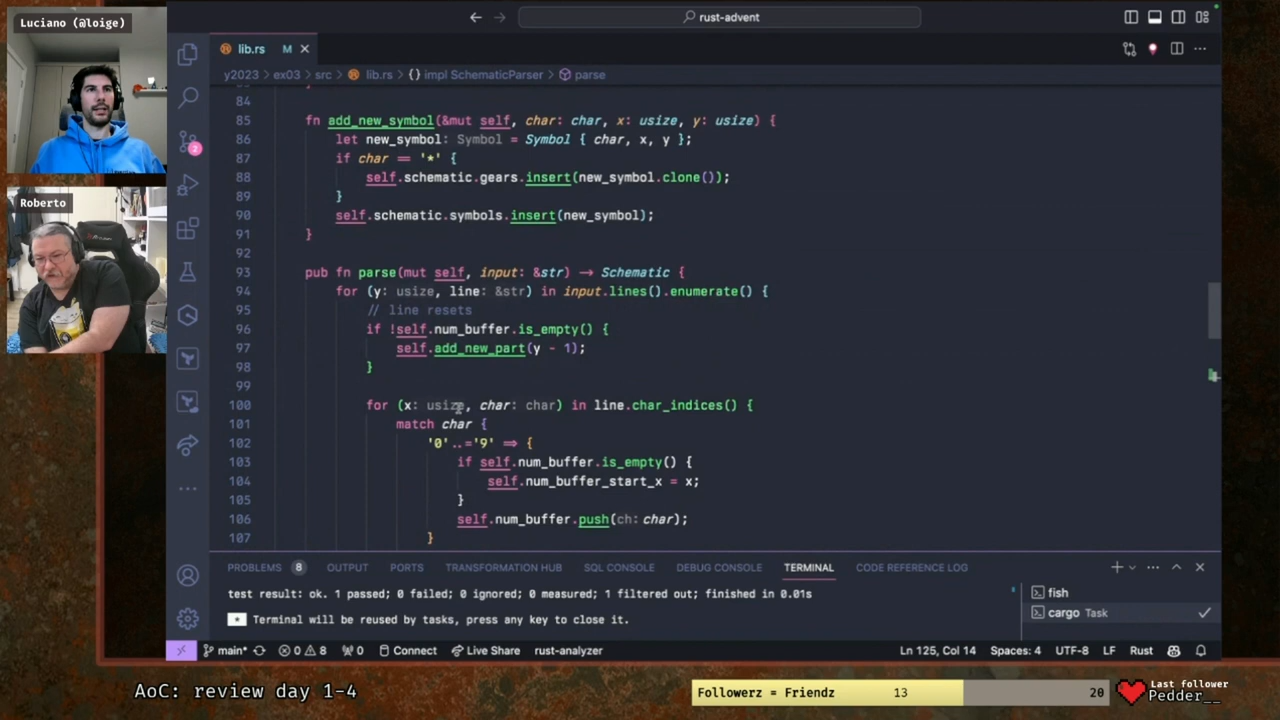 Luciano (@loige)
Roberto
rust-advent
lib.rs M
y2023 > ex03 > src > lib.rs > {} impl SchematicParser > parse
84
85 fn add_new_symbol(&mut self, char: char, x: usize, y: usize) {
86 let new_symbol: Symbol = Symbol { char, x, y };
87 if char == '*' {
88 self.schematic.gears.insert(new_symbol.clone());
89 }
90 self.schematic.symbols.insert(new_symbol);
91 }
92
93 pub fn parse(mut self, input: &str) → Schematic {
94 for (y: usize, line: &str) in input.lines().enumerate() {
95 // line resets
96 if !self.num_buffer.is_empty() {
97 self.add_new_part(y - 1);
98 }
99
100 for (x: usize, char: char) in line.char_indices() {
101 match char {
102 '0'..='9' ⇒ {
103 if self.num_buffer.is_empty() {
104 self.num_buffer_start_x = x;
105 }
106 self.num_buffer.push(ch: char);
107 }
2
PROBLEMS 8 OUTPUT PORTS TRANSFORMATION HUB SQL CONSOLE DEBUG CONSOLE TERMINAL CODE REFERENCE LOG
test result: ok. 1 passed; 0 failed; 0 ignored; 0 measured; 1 filtered out; finished in 0.01s
* Terminal will be reused by tasks, press any key to close it.
fish
cargo Task
main* 0 8 0 Connect Live Share rust-analyzer Ln 125, Col 14 Spaces: 4 UTF-8 LF Rust
AoC: review day 1-4
Followerz = Friendz 13 20
Last follower
Pedder__